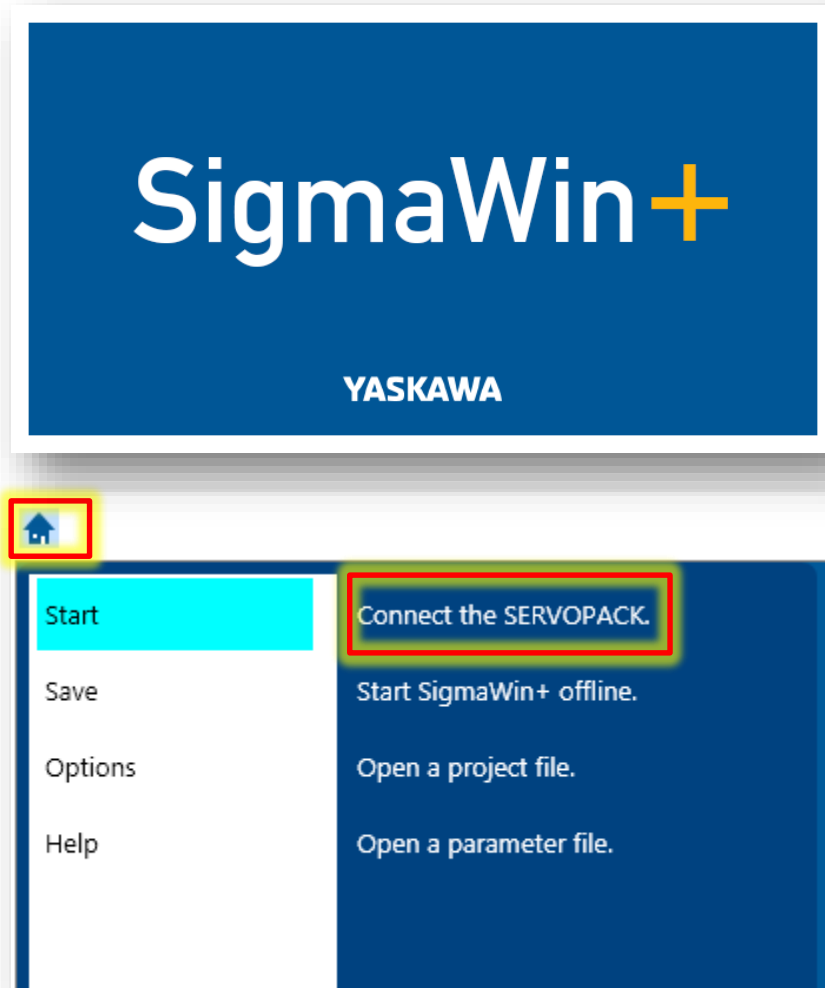 SigmaWin+
YASKAWA
Start
Connect the SERVOPACK.
Save
Start SigmaWin+ offline.
Options
Open a project file.
Help
Open a parameter file.